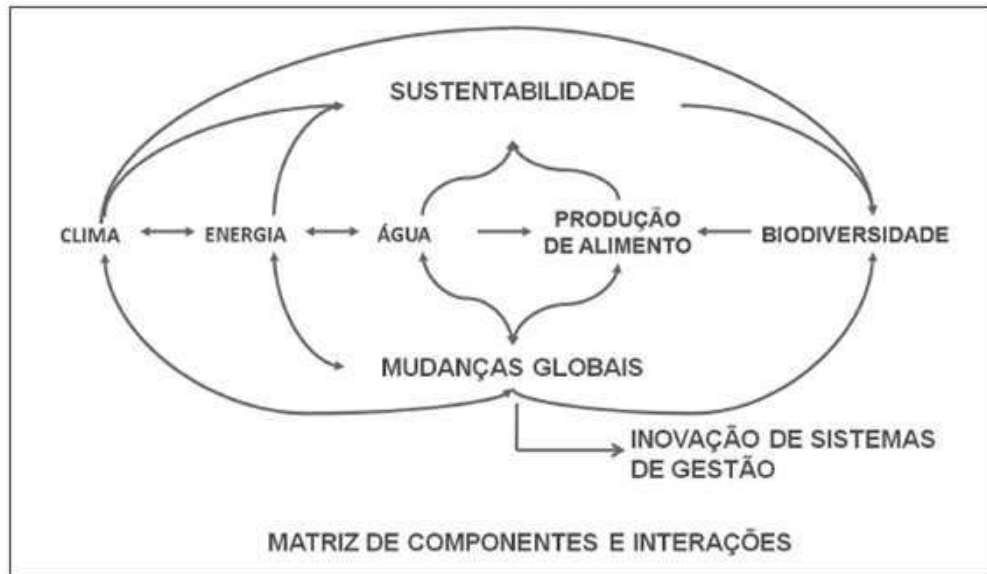 SUSTENTABILIDADE
CLIMA ENERGIA ÁGUA PRODUÇÃO DE ALIMENTO BIODIVERSIDADE
MUDANÇAS GLOBAIS
INOVAÇÃO DE SISTEMAS
DE GESTÃO
MATRIZ DE COMPONENTES E INTERAÇÕES